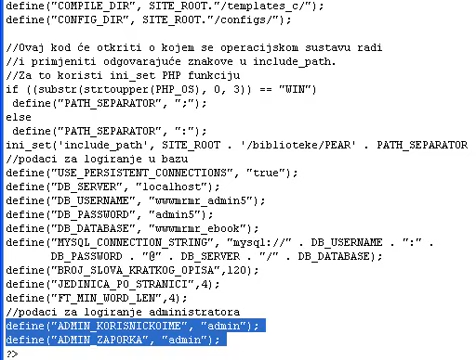 define("COMPILE_DIR", SITE_ROOT."/templates_c/");
define("CONFIG_DIR", SITE_ROOT."/configs/");
//Ovaj kod će otkriti o kojem se operacijskom sustavu radi
//i primjeniti odgovarajuće znakove u include_path.
//Za to koristi ini_set PHP funkciju
if ((substr(strtoupper(PHP_OS), 0, 3)) == "WIN")
define("PATH_SEPARATOR", ";");
else
define("PATH_SEPARATOR", ":");
ini_set('include_path', SITE_ROOT . '/biblioteke/PEAR' . PATH_SEPARATOR
//podaci za logiranje u bazu
define("USE_PERSISTENT_CONNECTIONS", "true");
define("DB_SERVER", "localhost");
define("DB_USERNAME", "wwwmrmr_admin5");
define("DB_PASSWORD", "admin5");
define("DB_DATABASE", "wwwmrmr_ebook");
define("MYSQL_CONNECTION_STRING", "mysql://" . DB_USERNAME . ":" .
DB_PASSWORD . "@" . DB_SERVER . "/" . DB_DATABASE);
define("BROJ_SLOVA_KRATKOG_OPISA",120);
define("JEDINICA_PO_STRANICI",4);
define("FT_MIN_WORD_LEN",4);
//podaci za logiranje administratora
define("ADMIN_KORISNICKOIME", "admin");
define("ADMIN_ZAPORKA", "admin");
?>